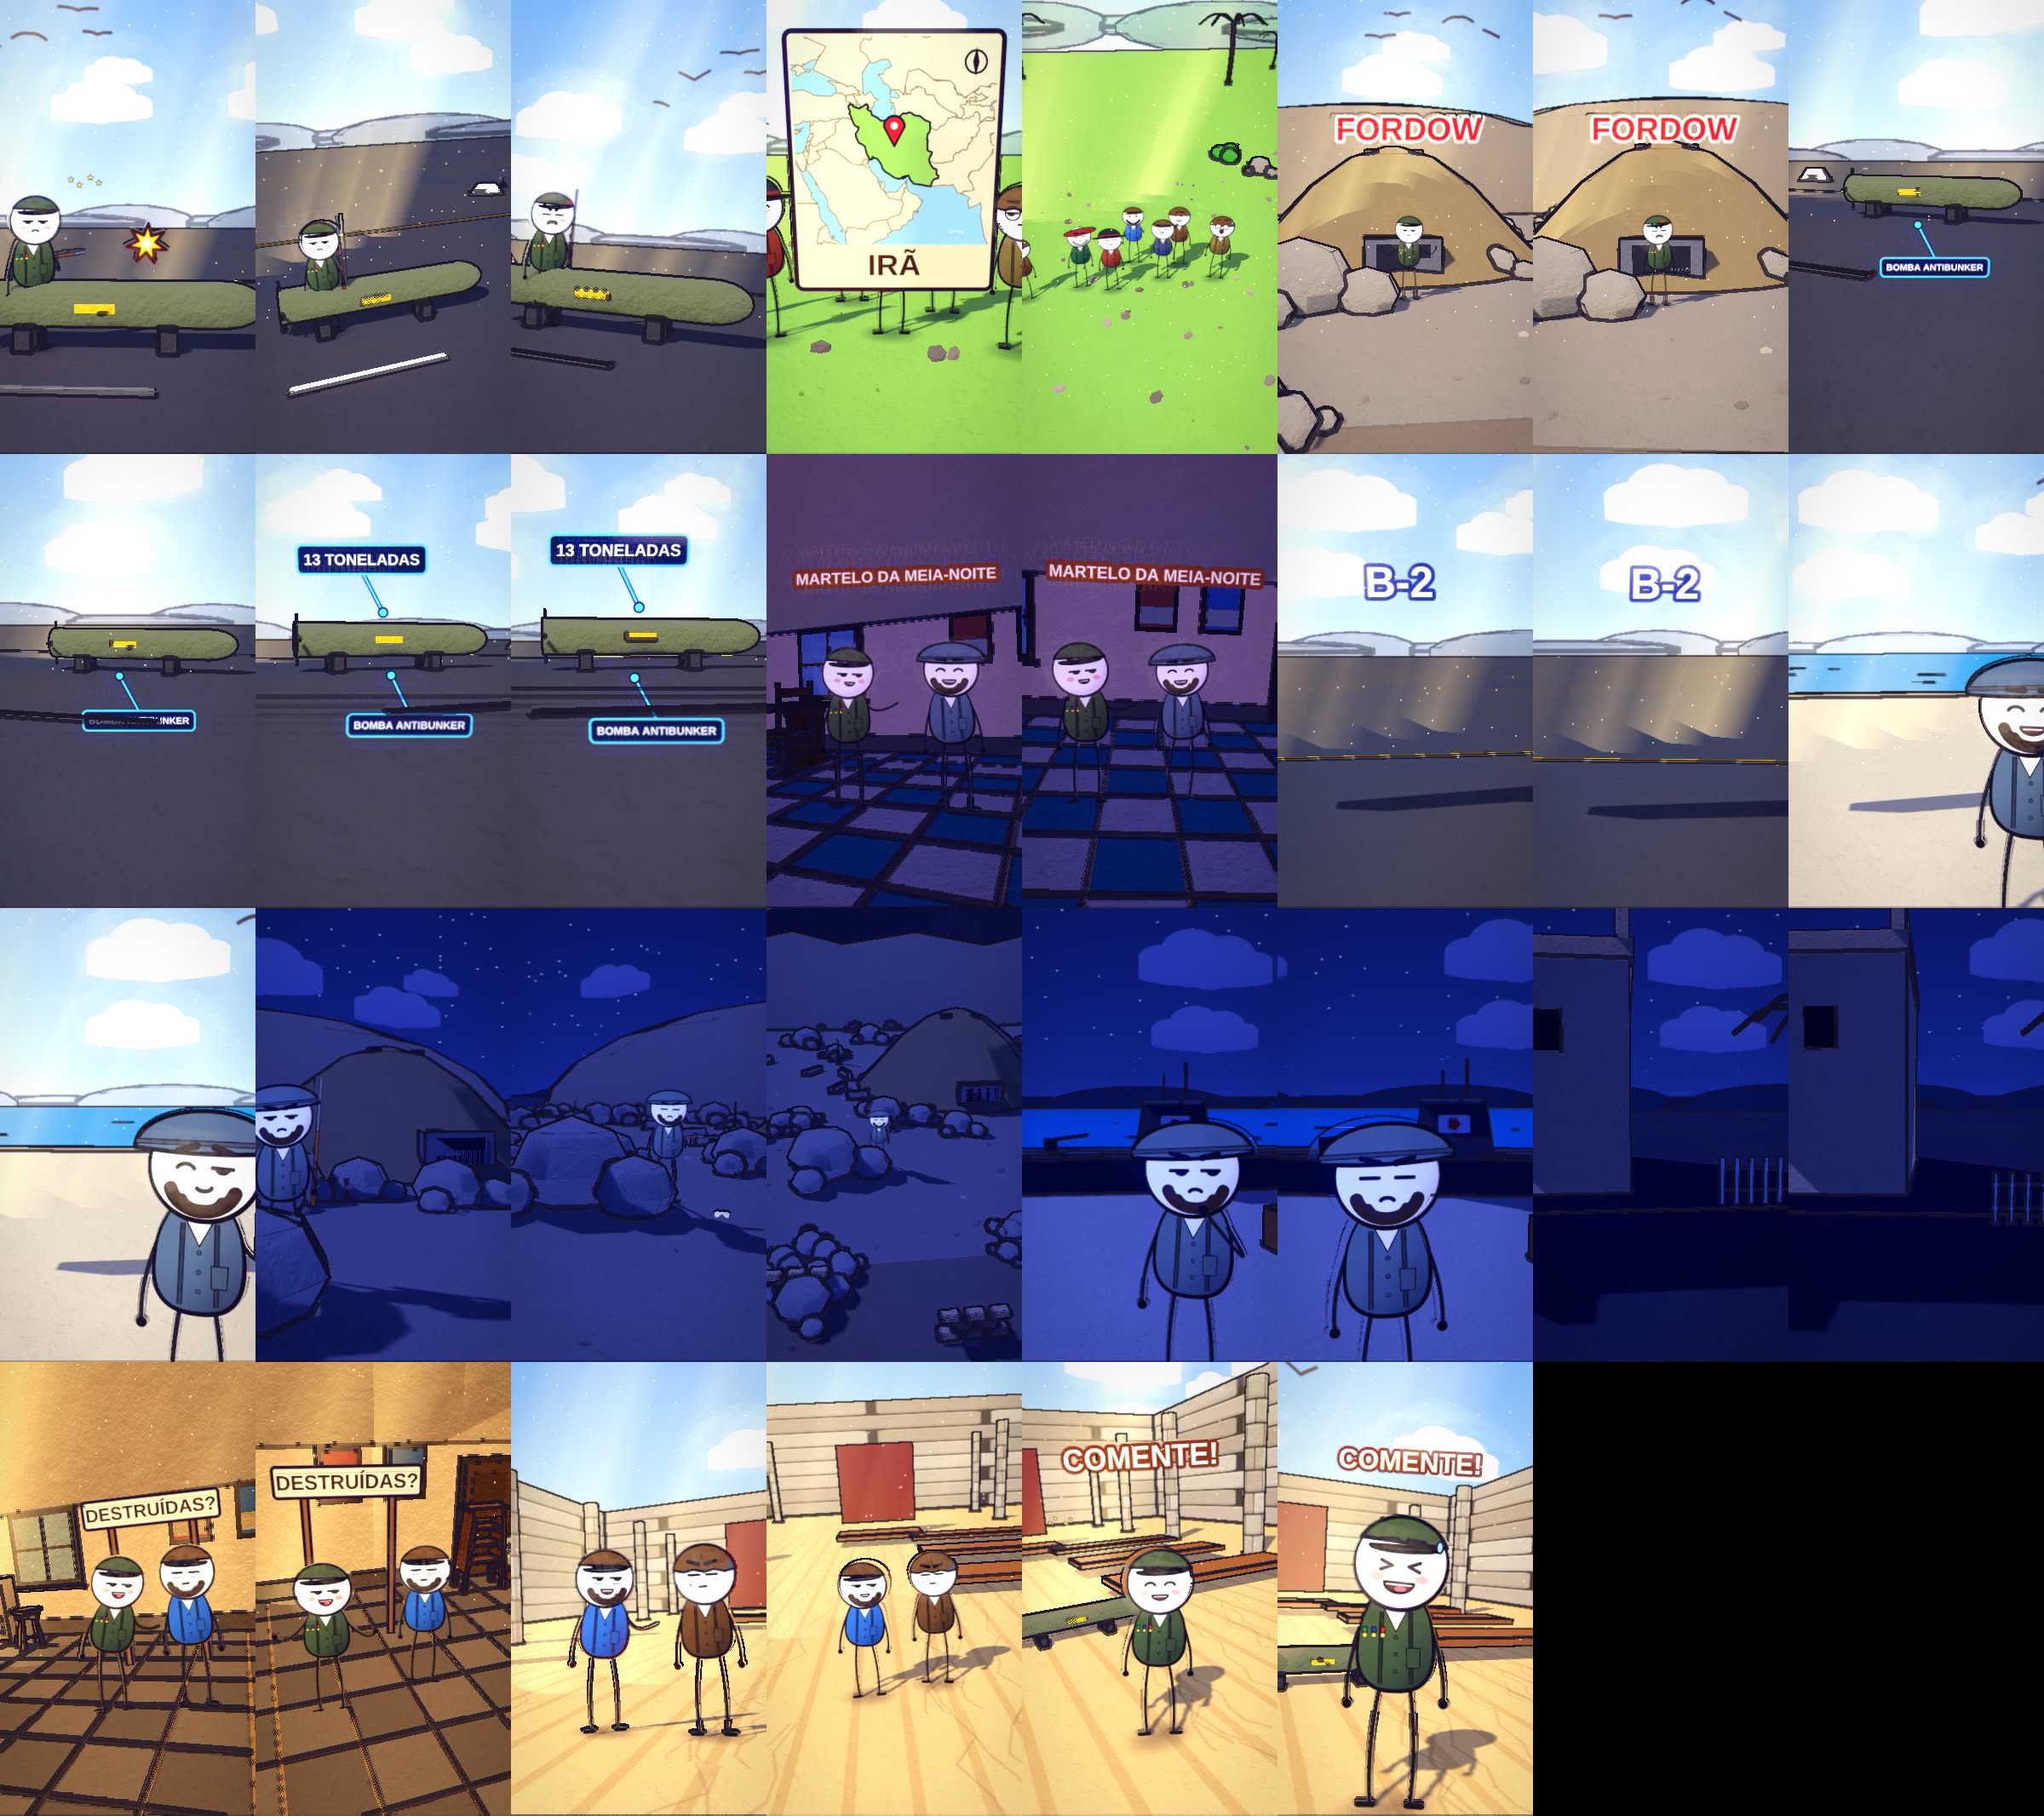 IRÃ
FORDOW
FORDOW
BOMBA ANTIBUNKER
BOMBA ANTIBUNKER
13 TONELADAS
BOMBA ANTIBUNKER
13 TONELADAS
BOMBA ANTIBUNKER
MARTELO DA MEIA-NOITE
MARTELO DA MEIA-NOITE
B-2
B-2
DESTRUÍDAS?
DESTRUÍDAS?
COMENTE!
COMENTE!